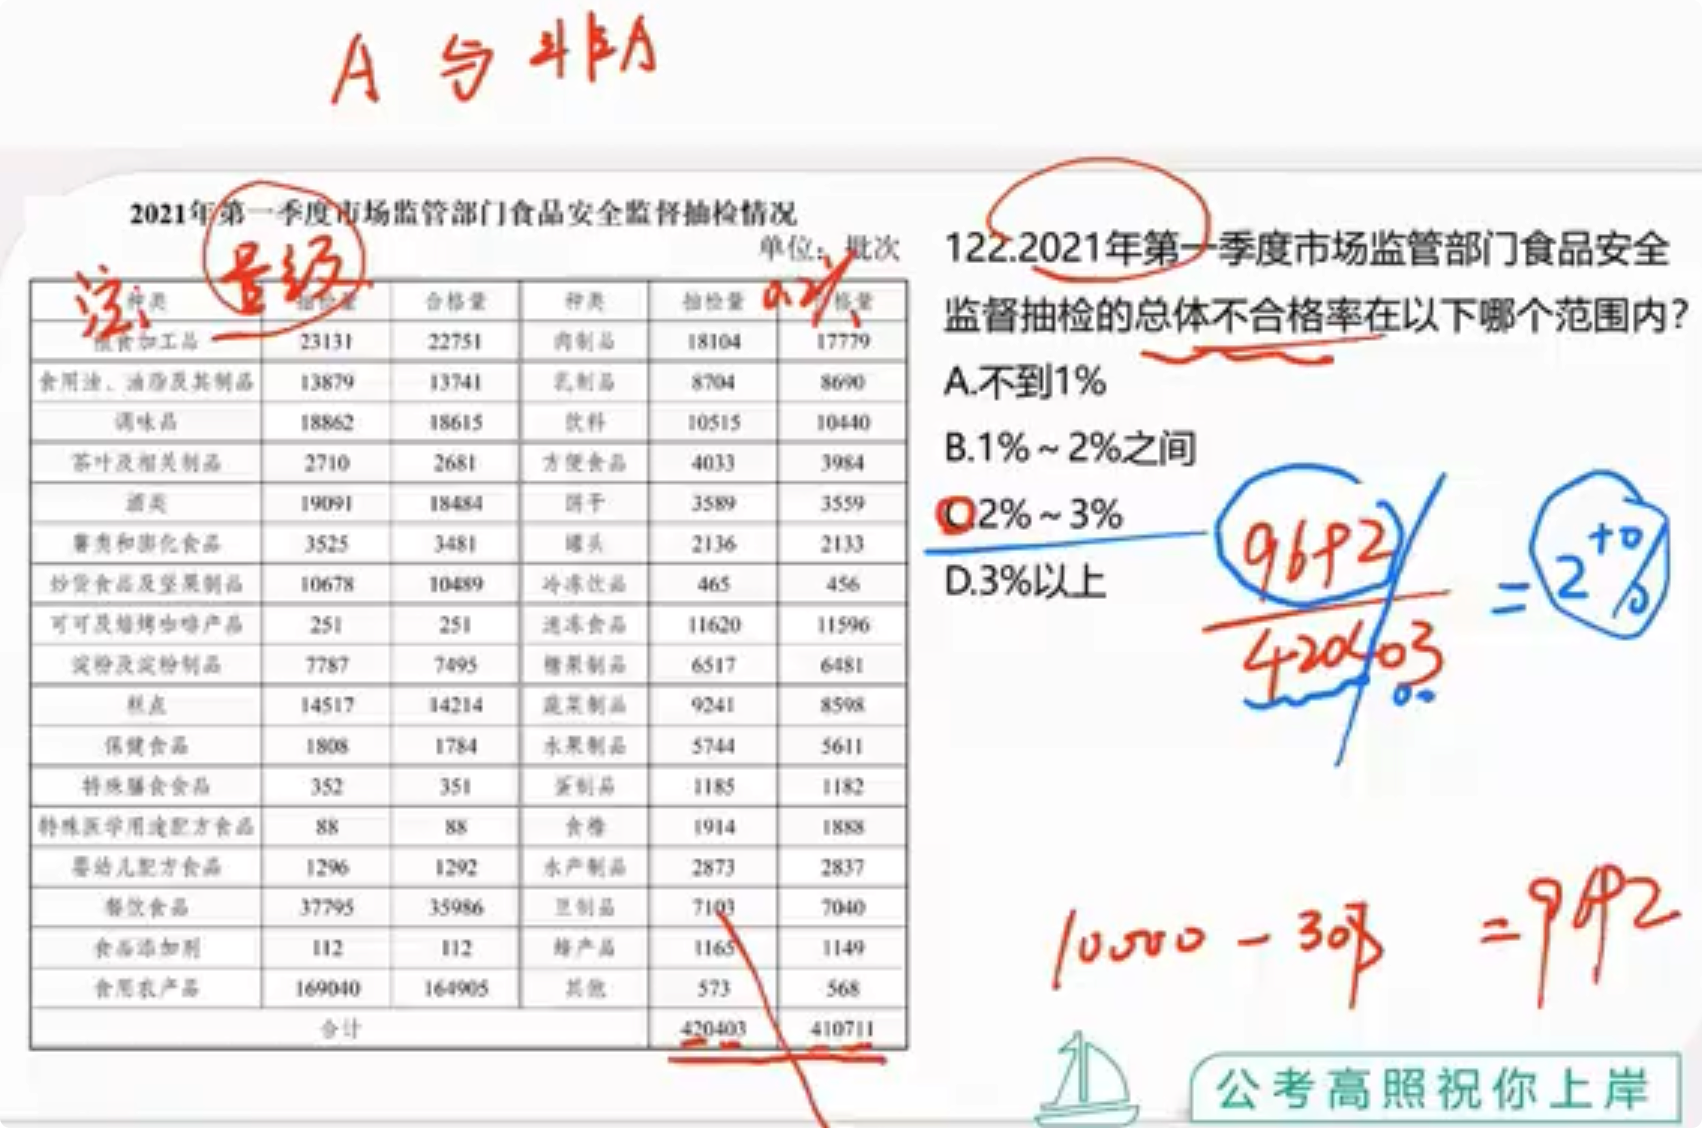 A 与 非A
2021年第一季度市场监管部门食品安全监督抽检情况
单位：批次
注: 量级 0.2%
种类 抽检量 合格量 种类 抽检量 合格量
粮食加工品 23131 22751 肉制品 18104 17779
食用油、油脂及其制品 13879 13741 乳制品 8704 8690
调味品 18862 18615 饮料 10515 10440
茶叶及相关制品 2710 2681 方便食品 4033 3984
酒类 19091 18484 饼干 3589 3559
薯类和膨化食品 3525 3481 罐头 2136 2133
炒货食品及坚果制品 10678 10489 冷冻饮品 465 456
可可及焙烤咖啡产品 251 251 速冻食品 11620 11596
淀粉及淀粉制品 7787 7495 糖果制品 6517 6481
糕点 14517 14214 蔬菜制品 9241 8598
保健食品 1808 1784 水果制品 5744 5611
特殊膳食食品 352 351 蛋制品 1185 1182
特殊医学用途配方食品 88 88 食糖 1914 1888
婴幼儿配方食品 1296 1292 水产制品 2873 2837
餐饮食品 37795 35986 豆制品 7103 7040
食品添加剂 112 112 蜂产品 1165 1149
食用农产品 169040 164905 其他 573 568
合计 420403 410711
122.2021年第一季度市场监管部门食品安全
监督抽检的总体不合格率在以下哪个范围内?
A.不到1%
B.1%～2%之间
C.2%～3%
D.3%以上
9692
420403
= 2+%
10000 - 308 = 9692
公考高照祝你上岸